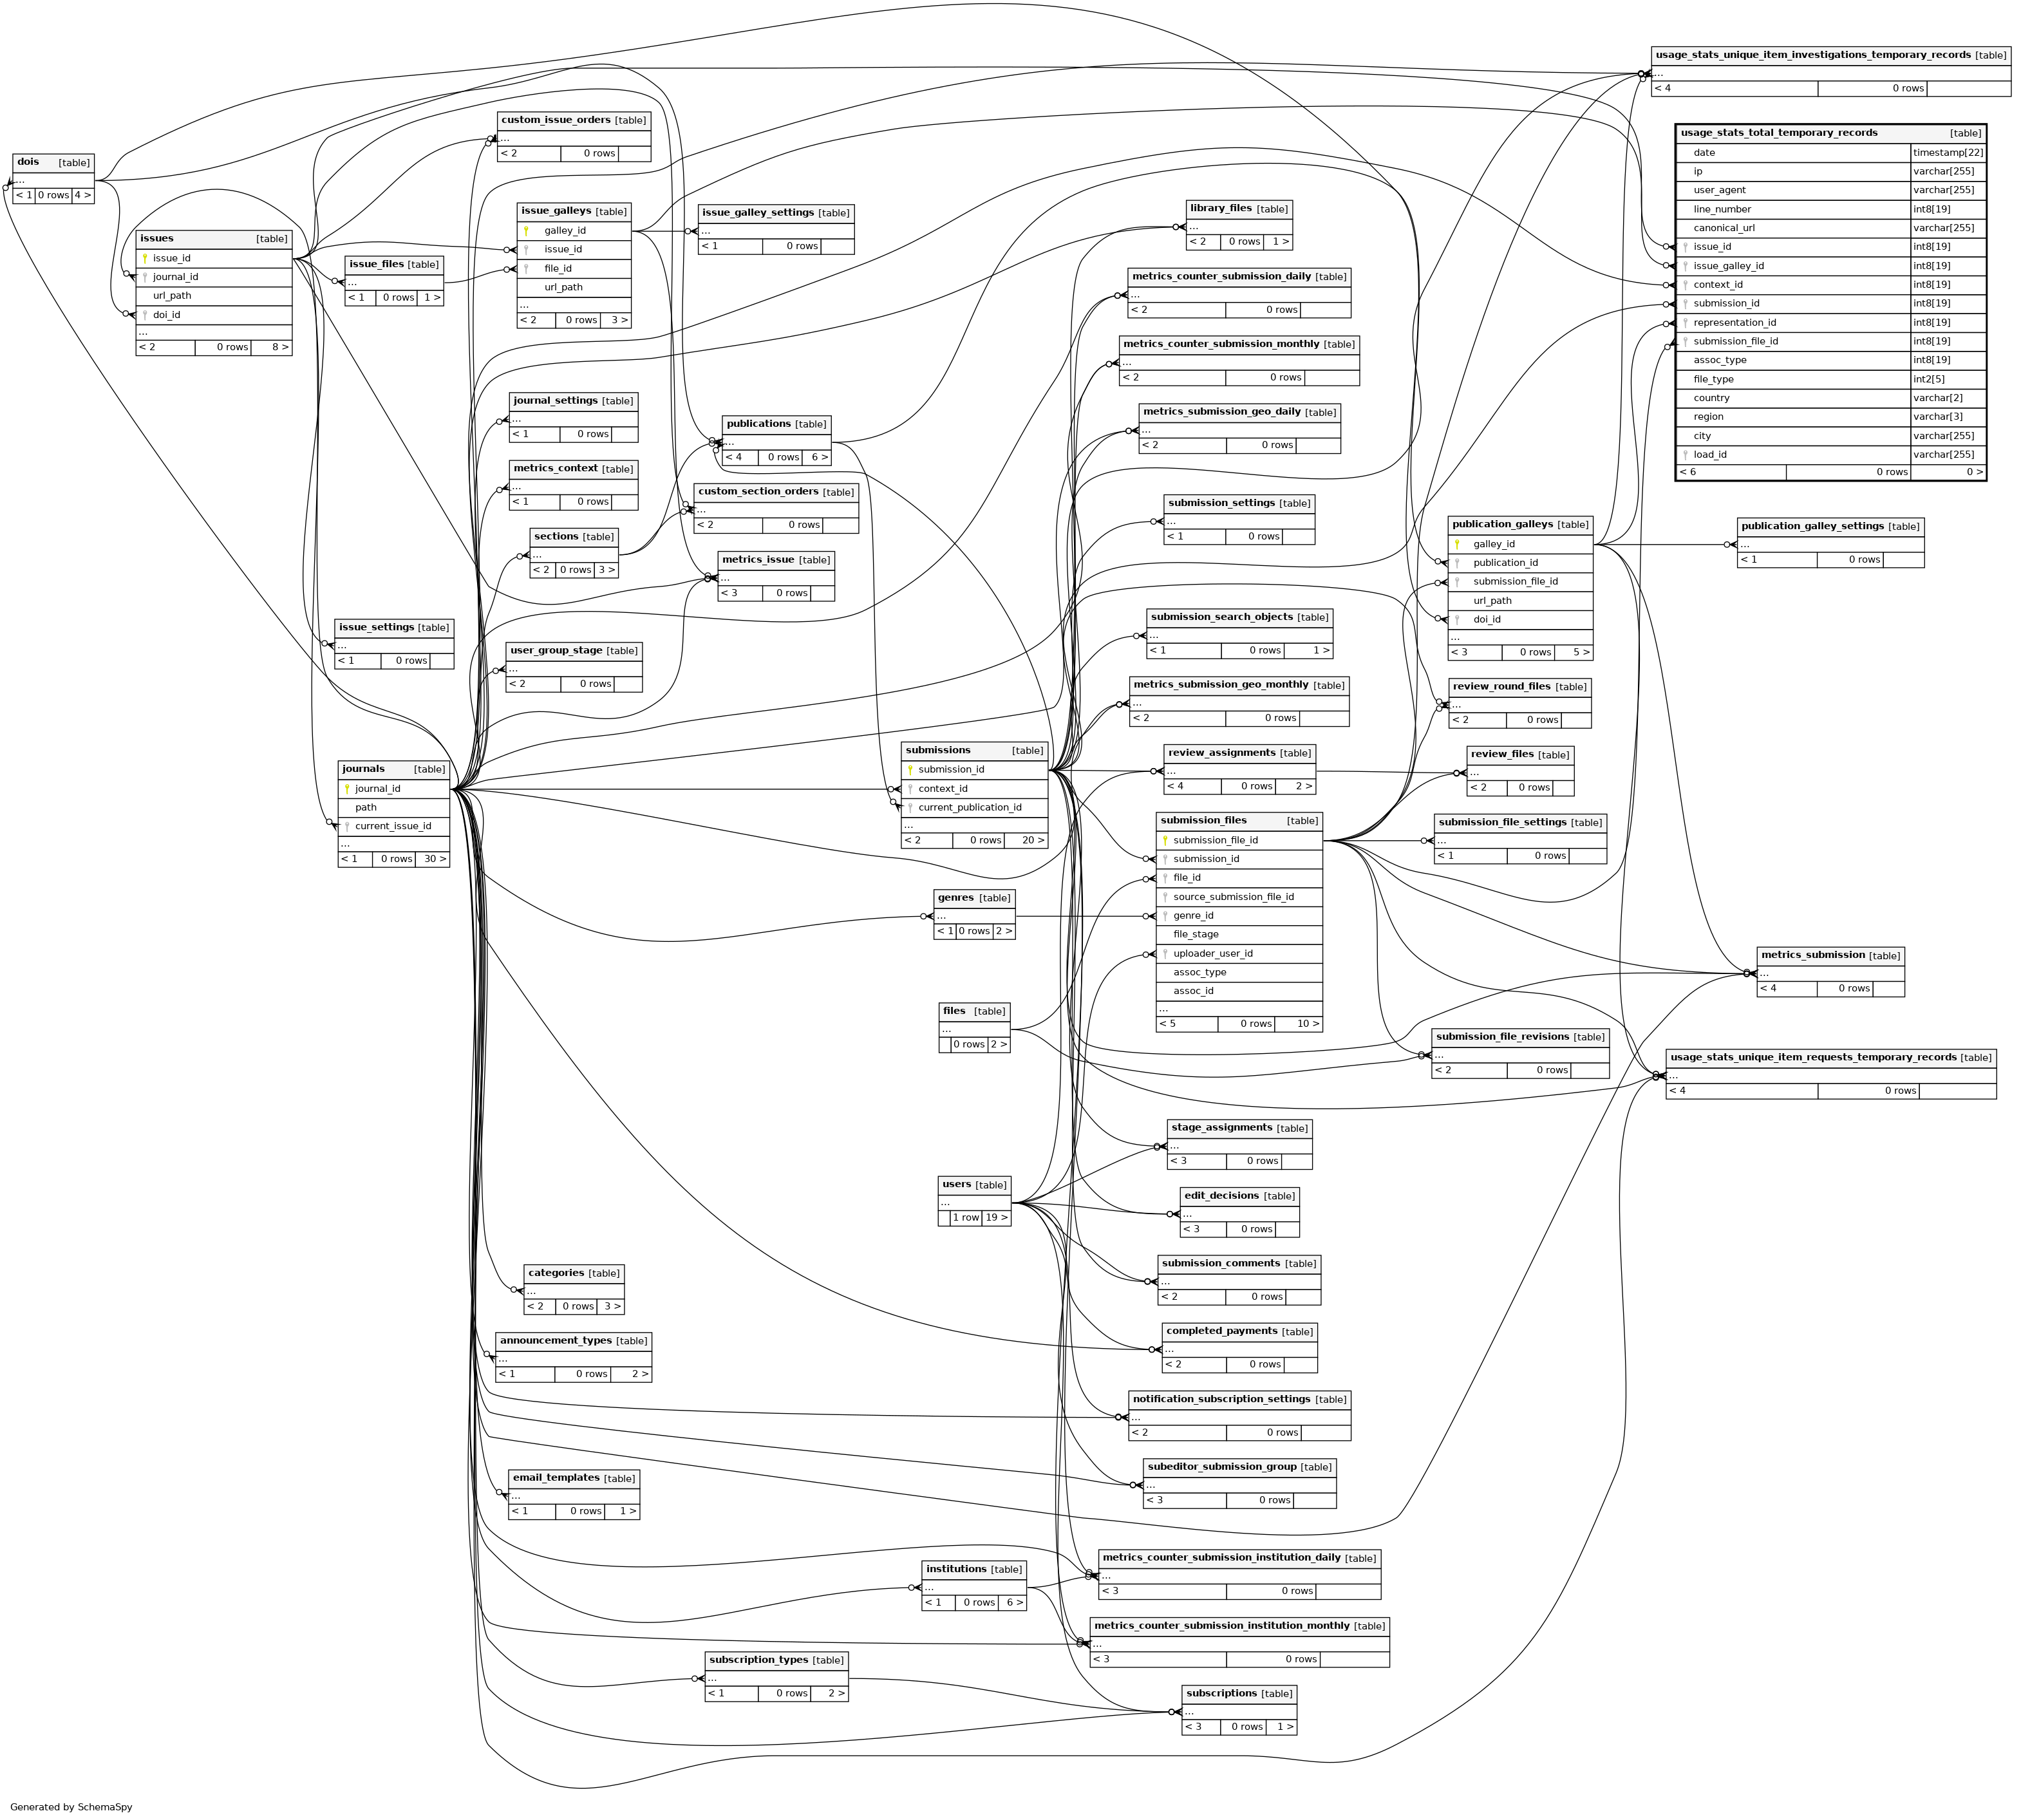 usage_stats_unique_item_investigations_temporary_records [table]
...
< 4 0 rows
custom_issue_orders [table]
...
< 2 0 rows
usage_stats_total_temporary_records [table]
date timestamp[22]
ip varchar[255]
user_agent varchar[255]
line_number int8[19]
canonical_url varchar[255]
issue_id int8[19]
issue_galley_id int8[19]
context_id int8[19]
submission_id int8[19]
representation_id int8[19]
submission_file_id int8[19]
assoc_type int8[19]
file_type int2[5]
country varchar[2]
region varchar[3]
city varchar[255]
load_id varchar[255]
< 6 0 rows 0 >
dois [table]
...
< 1 0 rows 4 >
issues [table]
issue_id
journal_id
url_path
doi_id
...
< 2 0 rows 8 >
issue_files [table]
...
< 1 0 rows 1 >
issue_galleys [table]
galley_id
issue_id
file_id
url_path
...
< 2 0 rows 3 >
issue_galley_settings [table]
...
< 1 0 rows
library_files [table]
...
< 2 0 rows 1 >
metrics_counter_submission_daily [table]
...
< 2 0 rows
metrics_counter_submission_monthly [table]
...
< 2 0 rows
metrics_submission_geo_daily [table]
...
< 2 0 rows
journal_settings [table]
...
< 1 0 rows
metrics_context [table]
...
< 1 0 rows
sections [table]
...
< 2 0 rows 3 >
publications [table]
...
< 4 0 rows 6 >
custom_section_orders [table]
...
< 2 0 rows
metrics_issue [table]
...
< 3 0 rows
submission_settings [table]
...
< 1 0 rows
publication_galleys [table]
galley_id
publication_id
submission_file_id
url_path
doi_id
...
< 3 0 rows 5 >
publication_galley_settings [table]
...
< 1 0 rows
issue_settings [table]
...
< 1 0 rows
user_group_stage [table]
...
< 2 0 rows
submission_search_objects [table]
...
< 1 0 rows 1 >
metrics_submission_geo_monthly [table]
...
< 2 0 rows
review_round_files [table]
...
< 2 0 rows
journals [table]
journal_id
path
current_issue_id
...
< 1 0 rows 30 >
submissions [table]
submission_id
context_id
current_publication_id
...
< 2 0 rows 20 >
review_assignments [table]
...
< 4 0 rows 2 >
review_files [table]
...
< 2 0 rows
submission_files [table]
submission_file_id
submission_id
file_id
source_submission_file_id
genre_id
file_stage
uploader_user_id
assoc_type
assoc_id
...
< 5 0 rows 10 >
submission_file_settings [table]
...
< 1 0 rows
genres [table]
...
< 1 0 rows 2 >
files [table]
...
0 rows 2 >
metrics_submission [table]
...
< 4 0 rows
submission_file_revisions [table]
...
< 2 0 rows
usage_stats_unique_item_requests_temporary_records [table]
...
< 4 0 rows
stage_assignments [table]
...
< 3 0 rows
users [table]
...
1 row 19 >
edit_decisions [table]
...
< 3 0 rows
submission_comments [table]
...
< 2 0 rows
categories [table]
...
< 2 0 rows 3 >
announcement_types [table]
...
< 1 0 rows 2 >
completed_payments [table]
...
< 2 0 rows
notification_subscription_settings [table]
...
< 2 0 rows
subeditor_submission_group [table]
...
< 3 0 rows
email_templates [table]
...
< 1 0 rows 1 >
metrics_counter_submission_institution_daily [table]
...
< 3 0 rows
institutions [table]
...
< 1 0 rows 6 >
metrics_counter_submission_institution_monthly [table]
...
< 3 0 rows
subscription_types [table]
...
< 1 0 rows 2 >
subscriptions [table]
...
< 3 0 rows 1 >
Generated by SchemaSpy